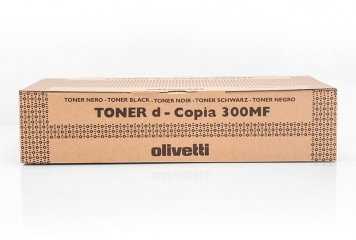 TONER NERO - TONER BLACK - TONER NOIR - TONER SCHWARZ - TONER NEGRO
TONER d - Copia 300MF
olivetti